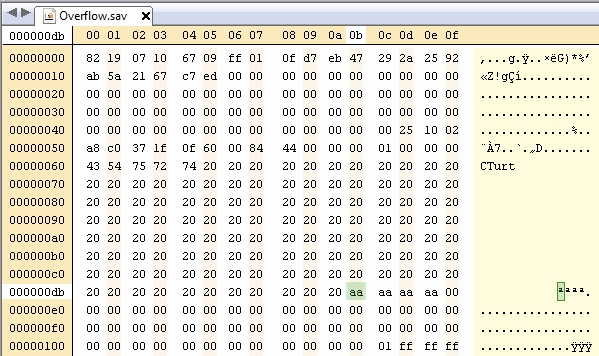 Overflow.sav
000000db 00 01 02 03 04 05 06 07 08 09 0a 0b 0c 0d 0e 0f
00000000 82 19 07 10 67 09 ff 01 0f d7 eb 47 29 2a 25 92 ‚...g.ÿ..×ëG)*%’
00000010 ab 5a 21 67 c7 ed 00 00 00 00 00 00 00 00 00 00 «Z!gÇí..........
00000020 00 00 00 00 00 00 00 00 00 00 00 00 00 00 00 00 ................
00000030 00 00 00 00 00 00 00 00 00 00 00 00 00 00 00 00 ................
00000040 00 00 00 00 00 00 00 00 00 00 00 00 00 25 10 02 .............%..
00000050 a8 c0 37 1f 0f 60 00 84 44 00 00 00 01 00 00 00 ¨À7..`.„D.......
00000060 43 54 75 72 74 20 20 20 20 20 20 20 20 20 20 20 CTurt
00000070 20 20 20 20 20 20 20 20 20 20 20 20 20 20 20 20
00000080 20 20 20 20 20 20 20 20 20 20 20 20 20 20 20 20
00000090 20 20 20 20 20 20 20 20 20 20 20 20 20 20 20 20
000000a0 20 20 20 20 20 20 20 20 20 20 20 20 20 20 20 20
000000b0 20 20 20 20 20 20 20 20 20 20 20 20 20 20 20 20
000000c0 20 20 20 20 20 20 20 20 20 20 20 20 20 20 20 20
000000db 20 20 20 20 20 20 20 20 20 20 20 aa aa aa aa 00 ªªªª.
000000e0 00 00 00 00 00 00 00 00 00 00 00 00 00 00 00 00 ................
000000f0 00 00 00 00 00 00 00 00 00 00 00 00 00 00 00 00 ................
00000100 00 00 00 00 00 00 00 00 00 00 00 00 01 ff ff ff .............ÿÿÿ